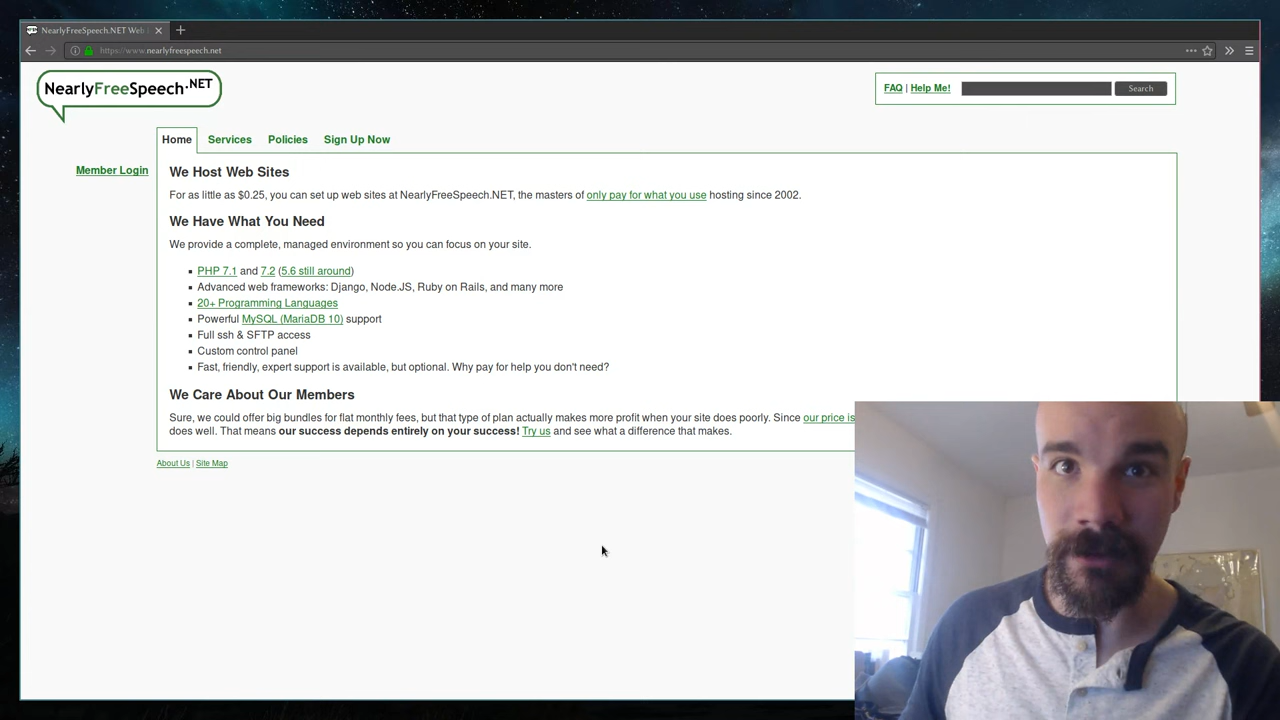 NearlyFreeSpeech.NET Web
https://www.nearlyfreespeech.net
NearlyFreeSpeech.NET
FAQ | Help Me! Search
Home Services Policies Sign Up Now
Member Login
We Host Web Sites
For as little as $0.25, you can set up web sites at NearlyFreeSpeech.NET, the masters of only pay for what you use hosting since 2002.
We Have What You Need
We provide a complete, managed environment so you can focus on your site.
PHP 7.1 and 7.2 (5.6 still around)
Advanced web frameworks: Django, Node.JS, Ruby on Rails, and many more
20+ Programming Languages
Powerful MySQL (MariaDB 10) support
Full ssh & SFTP access
Custom control panel
Fast, friendly, expert support is available, but optional. Why pay for help you don't need?
We Care About Our Members
Sure, we could offer big bundles for flat monthly fees, but that type of plan actually makes more profit when your site does poorly. Since our price is
does well. That means our success depends entirely on your success! Try us and see what a difference that makes.
About Us | Site Map